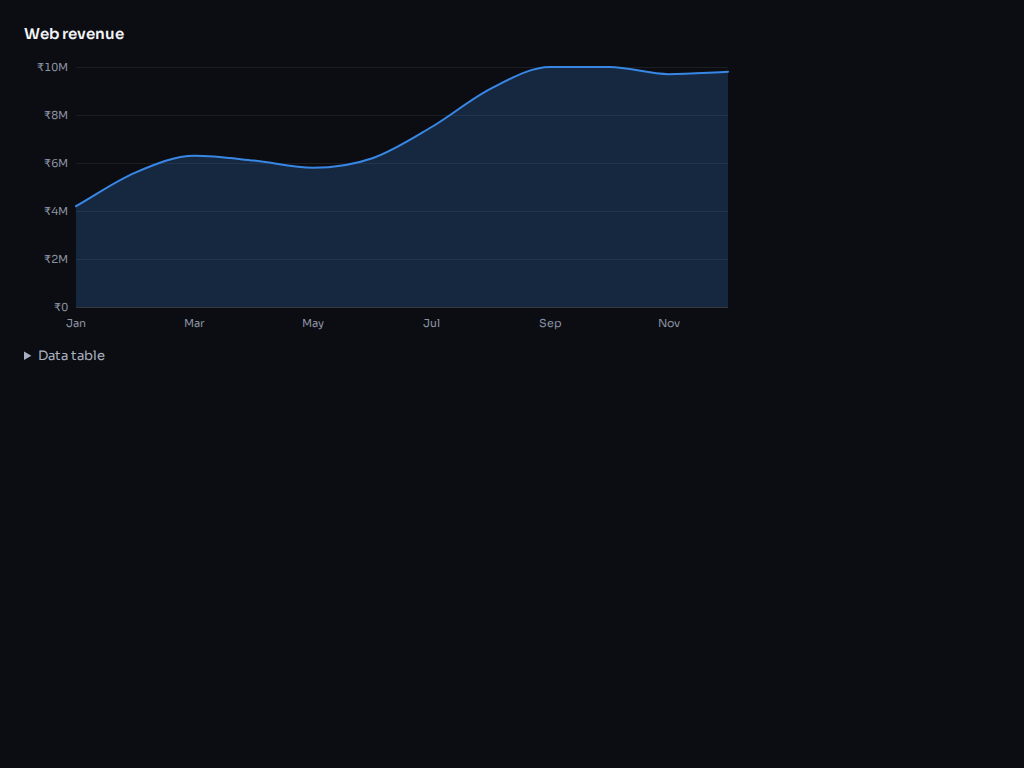 Web revenue
₹10M
₹8M
₹6M
₹4M
₹2M
₹0
Jan Mar May Jul Sep Nov
Data table